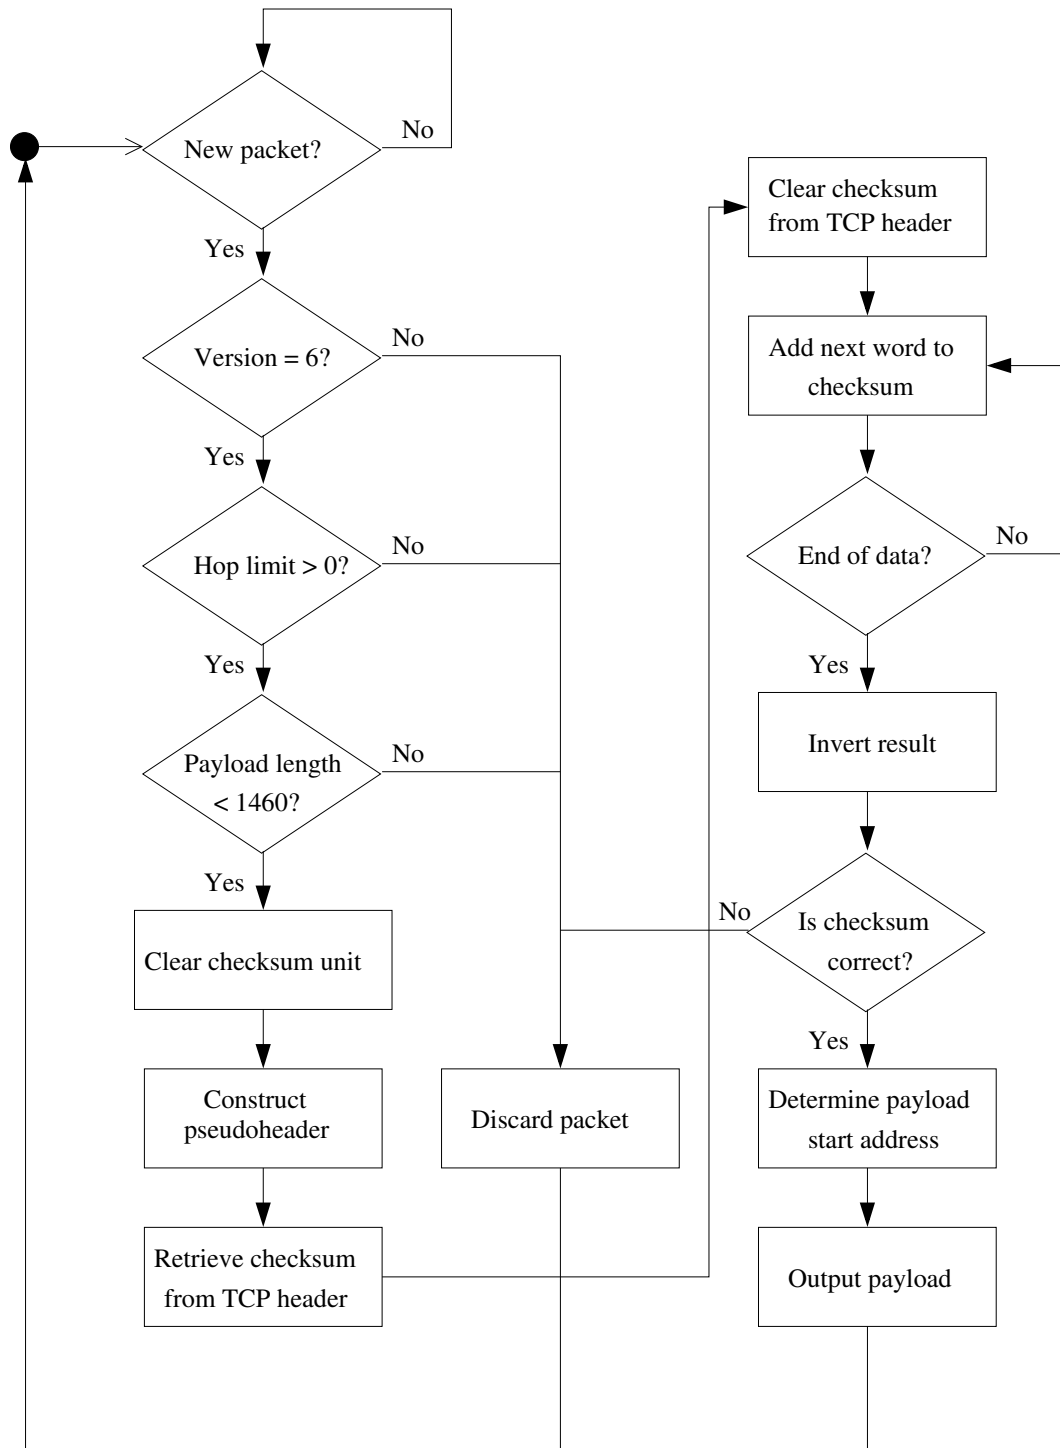 New packet?
No
Yes
Version = 6?
No
Yes
Hop limit > 0?
No
Yes
Payload length
< 1460?
No
Yes
Clear checksum unit
Construct
pseudoheader
Retrieve checksum
from TCP header
Discard packet
Clear checksum
from TCP header
Add next word to
checksum
End of data?
No
Yes
Invert result
Is checksum
correct?
No
Yes
Determine payload
start address
Output payload